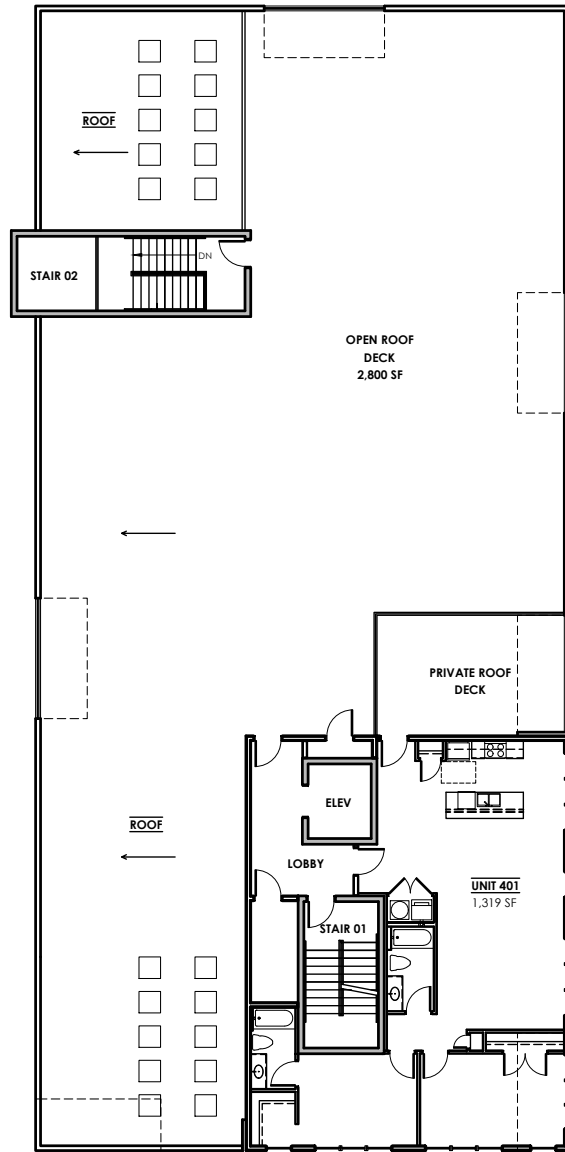 ROOF
STAIR 02
DN
OPEN ROOF
DECK
2,800 SF
PRIVATE ROOF
DECK
ELEV
ROOF
LOBBY
UNIT 401
1,319 SF
STAIR 01